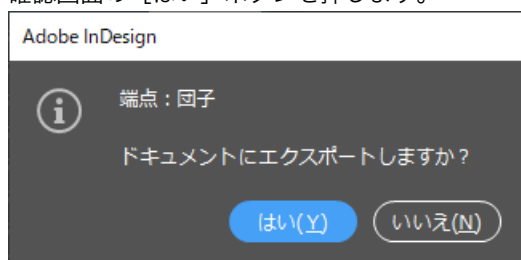 確認画面の［はい］ボタンを押します。
Adobe InDesign
端点：団子
ドキュメントにエクスポートしますか？
はい(Y)
いいえ(N)